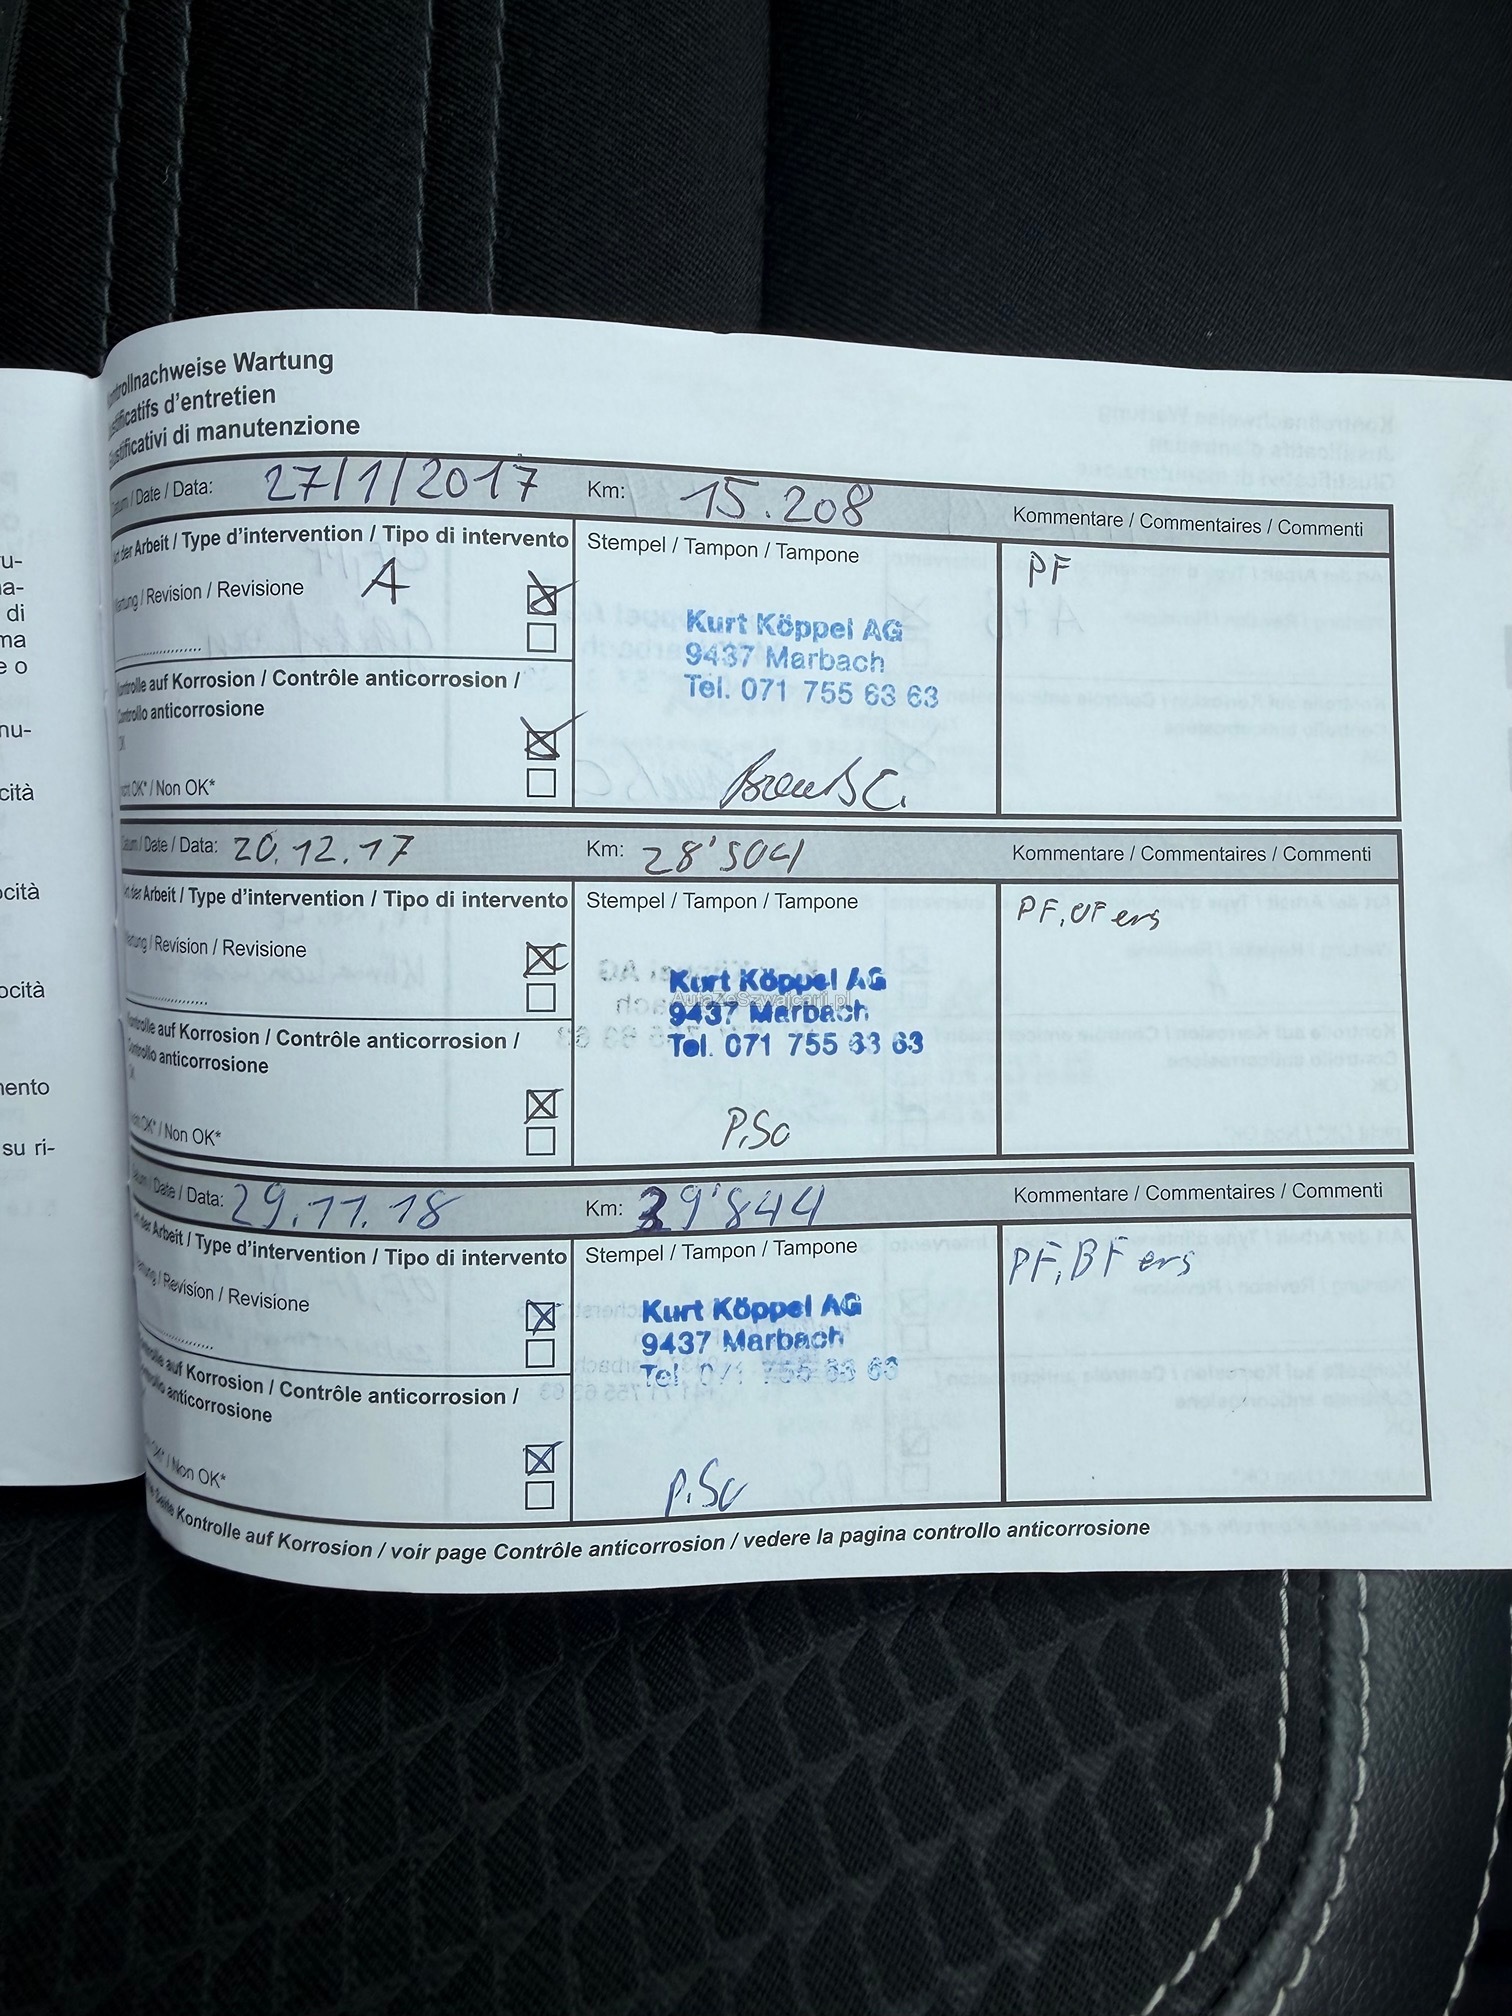 Kontrollnachweise Wartung
Justificatifs d'entretien
Giustificativi di manutenzione
Datum / Date / Data: 27/1/2017 Km: 15.208 Kommentare / Commentaires / Commenti
Art der Arbeit / Type d'intervention / Tipo di intervento Stempel / Tampon / Tampone PF
Wartung / Revision / Revisione A
Kurt Köppel AG
9437 Marbach
Tel. 071 755 63 63
Kontrolle auf Korrosion / Contrôle anticorrosion /
Controllo anticorrosione
OK
Nicht OK* / Non OK*
Datum / Date / Data: 20.12.17 Km: 28'504 Kommentare / Commentaires / Commenti
Art der Arbeit / Type d'intervention / Tipo di intervento Stempel / Tampon / Tampone PF, ers
Wartung / Revision / Revisione
Kurt Köppel AG
AutaZeSzwajcarii.pl
9437 Marbach
Tel. 071 755 63 63
Kontrolle auf Korrosion / Contrôle anticorrosion /
Controllo anticorrosione
OK
Nicht OK* / Non OK*
P.Sc
Datum / Date / Data: 29.11.18 Km: 39'844 Kommentare / Commentaires / Commenti
Art der Arbeit / Type d'intervention / Tipo di intervento Stempel / Tampon / Tampone PF, BF ers
Wartung / Revision / Revisione
Kurt Köppel AG
9437 Marbach
Tel. 071 755 63 63
Kontrolle auf Korrosion / Contrôle anticorrosion /
Controllo anticorrosione
Nicht OK* / Non OK*
P.Sc
Seite Kontrolle auf Korrosion / voir page Contrôle anticorrosion / vedere la pagina controllo anticorrosione